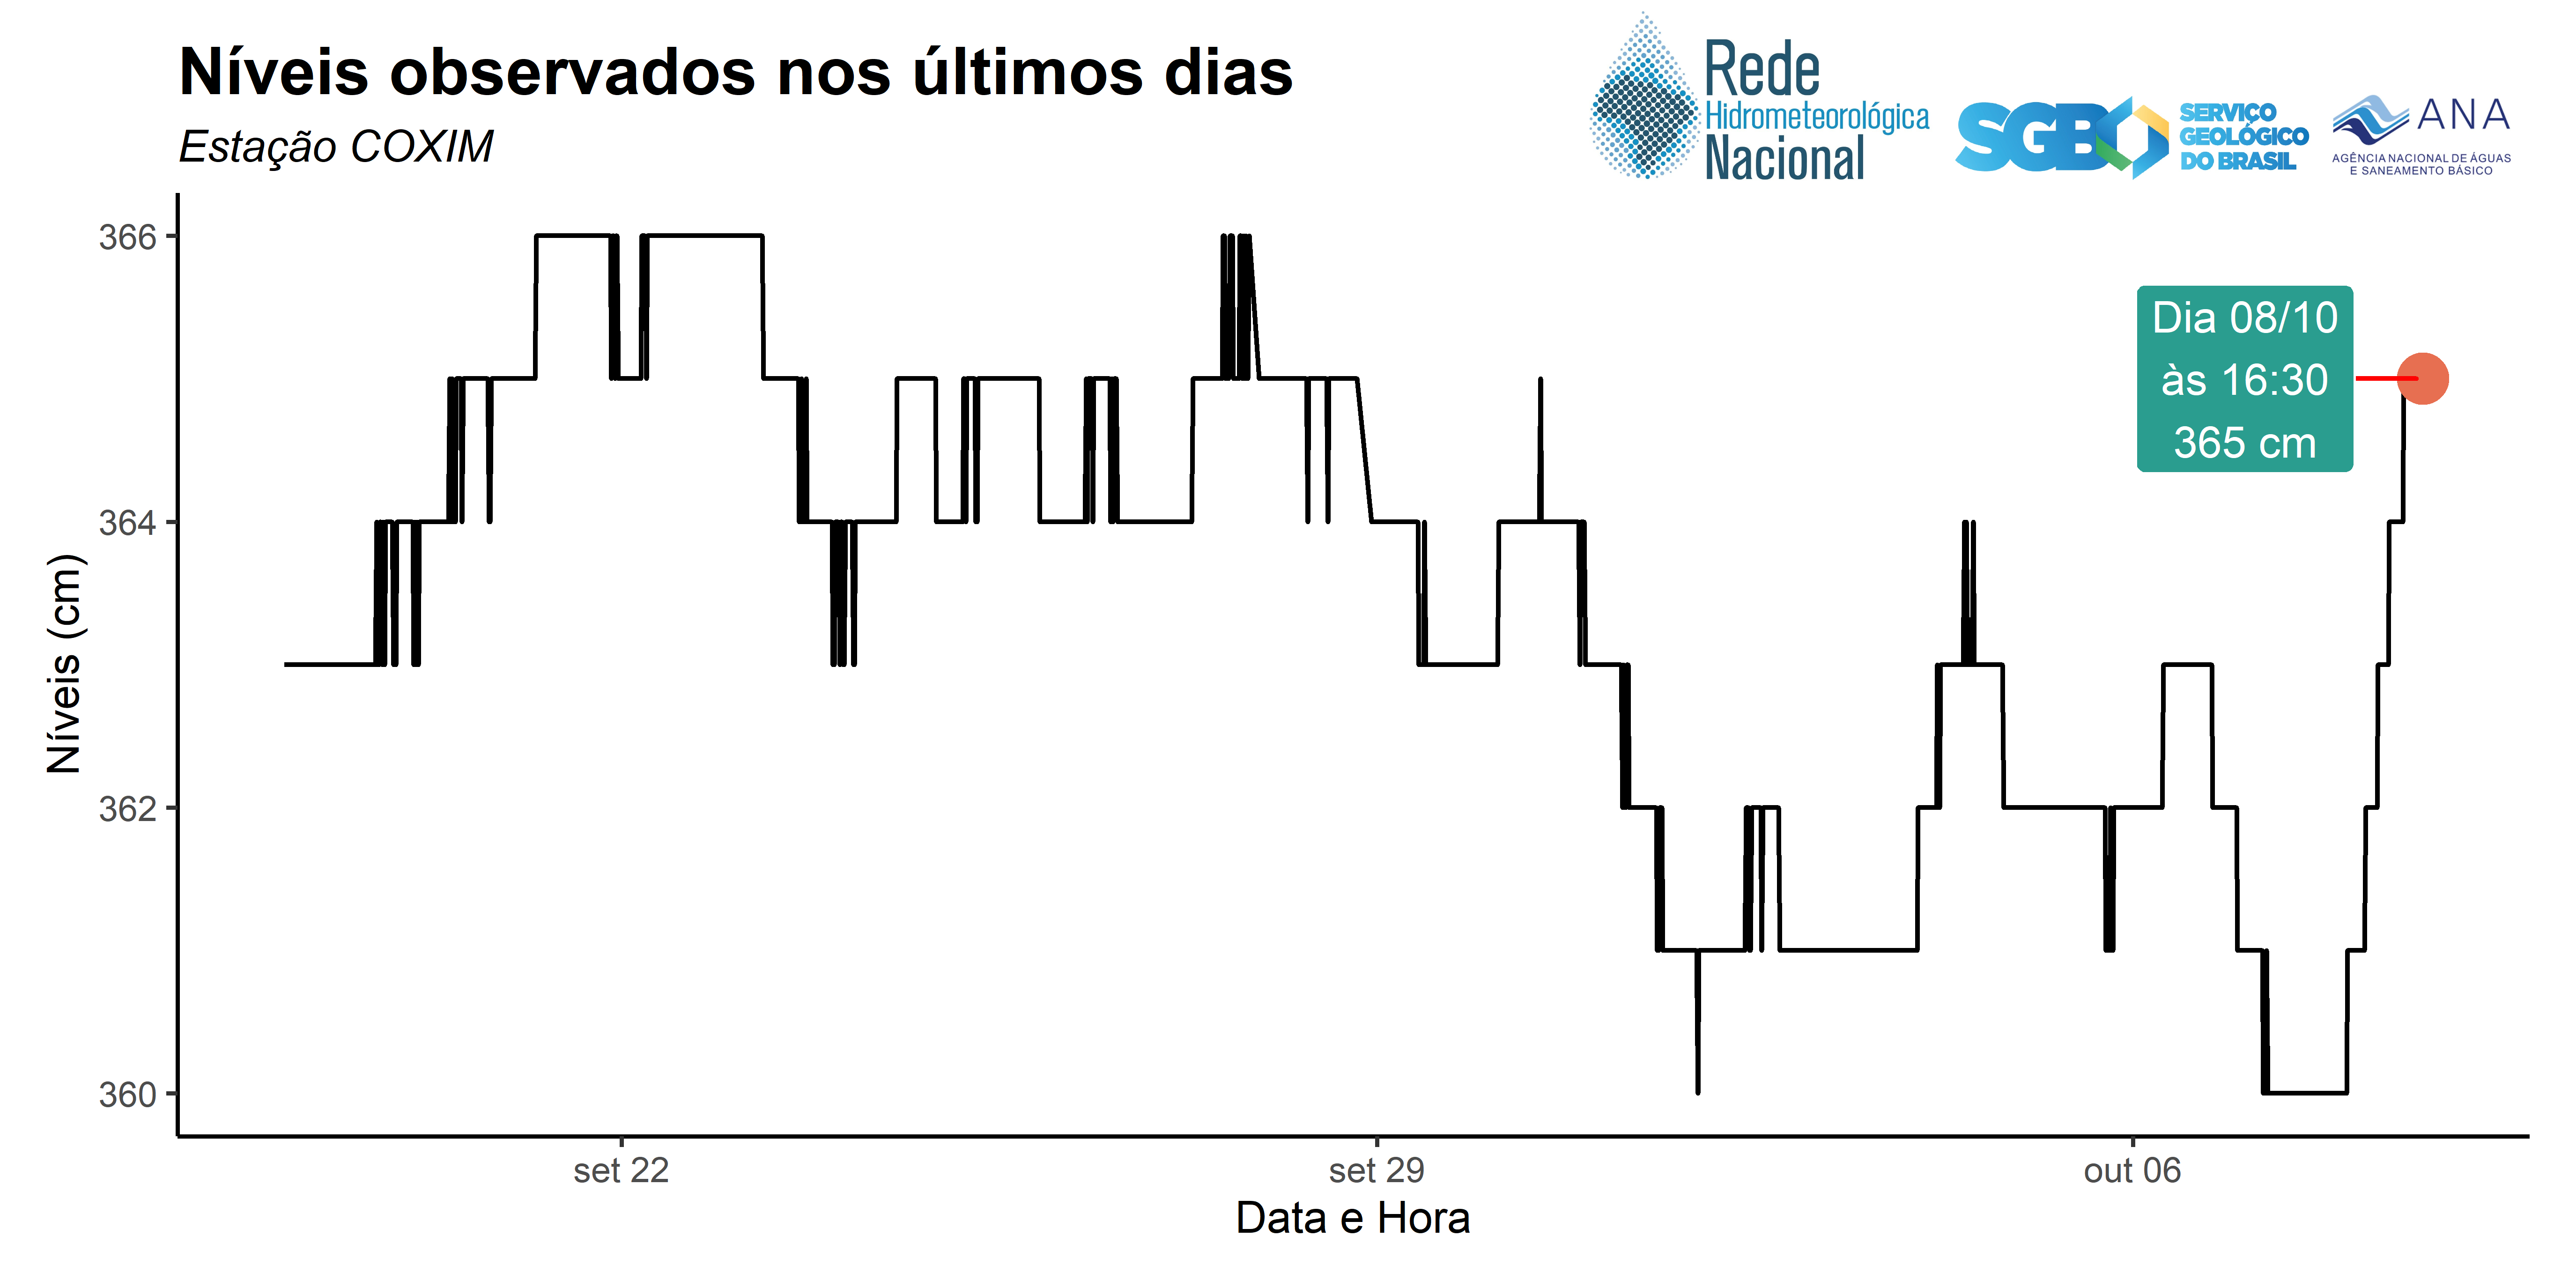 Níveis observados nos últimos dias
Estação COXIM
Rede
Hidrometeorológica
Nacional
SGB
SERVIÇO
GEOLÓGICO
DO BRASIL
ANA
AGÊNCIA NACIONAL DE ÁGUAS
E SANEAMENTO BÁSICO
366
364
362
360
Níveis (cm)
Dia 08/10
às 16:30
365 cm
set 22
set 29
out 06
Data e Hora